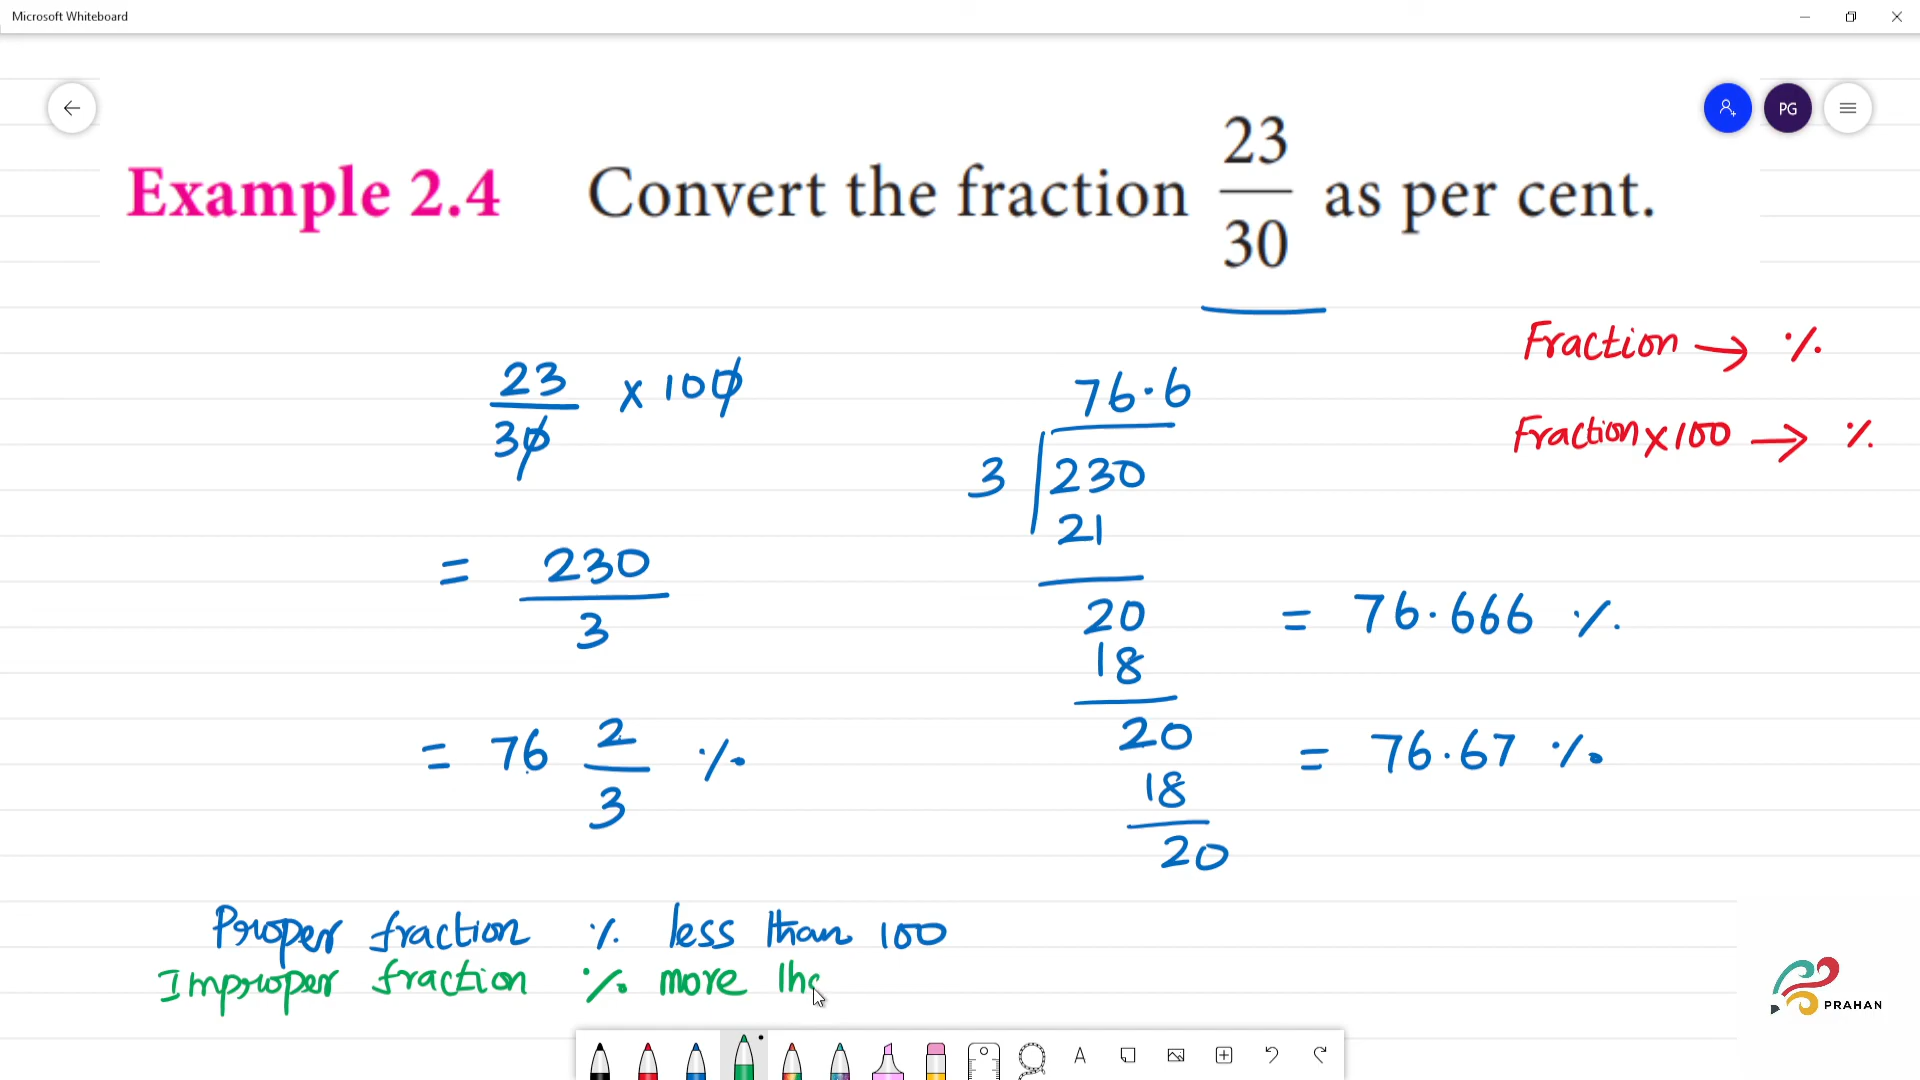 Microsoft Whiteboard
PG
Example 2.4 Convert the fraction 23/30 as per cent.
Fraction → %
Fraction×100 → %
23/30 × 100
= 230/3
= 76 2/3 %
76.6
3 230
21
20
18
20
18
20
= 76.666 %
= 76.67 %
Proper fraction % less than 100
Improper fraction % more
PRAHAN
A